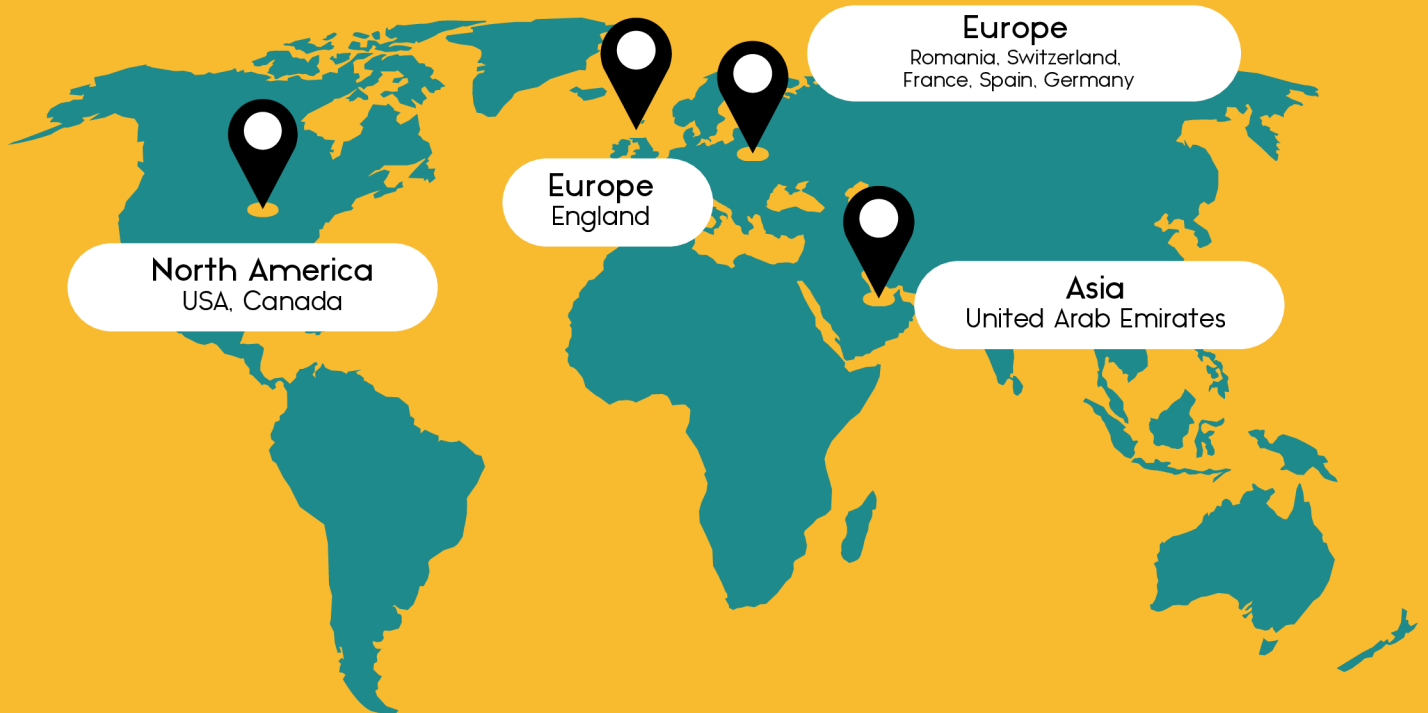 Europe
Romania, Switzerland,
France, Spain, Germany
Europe
England
North America
USA, Canada
Asia
United Arab Emirates